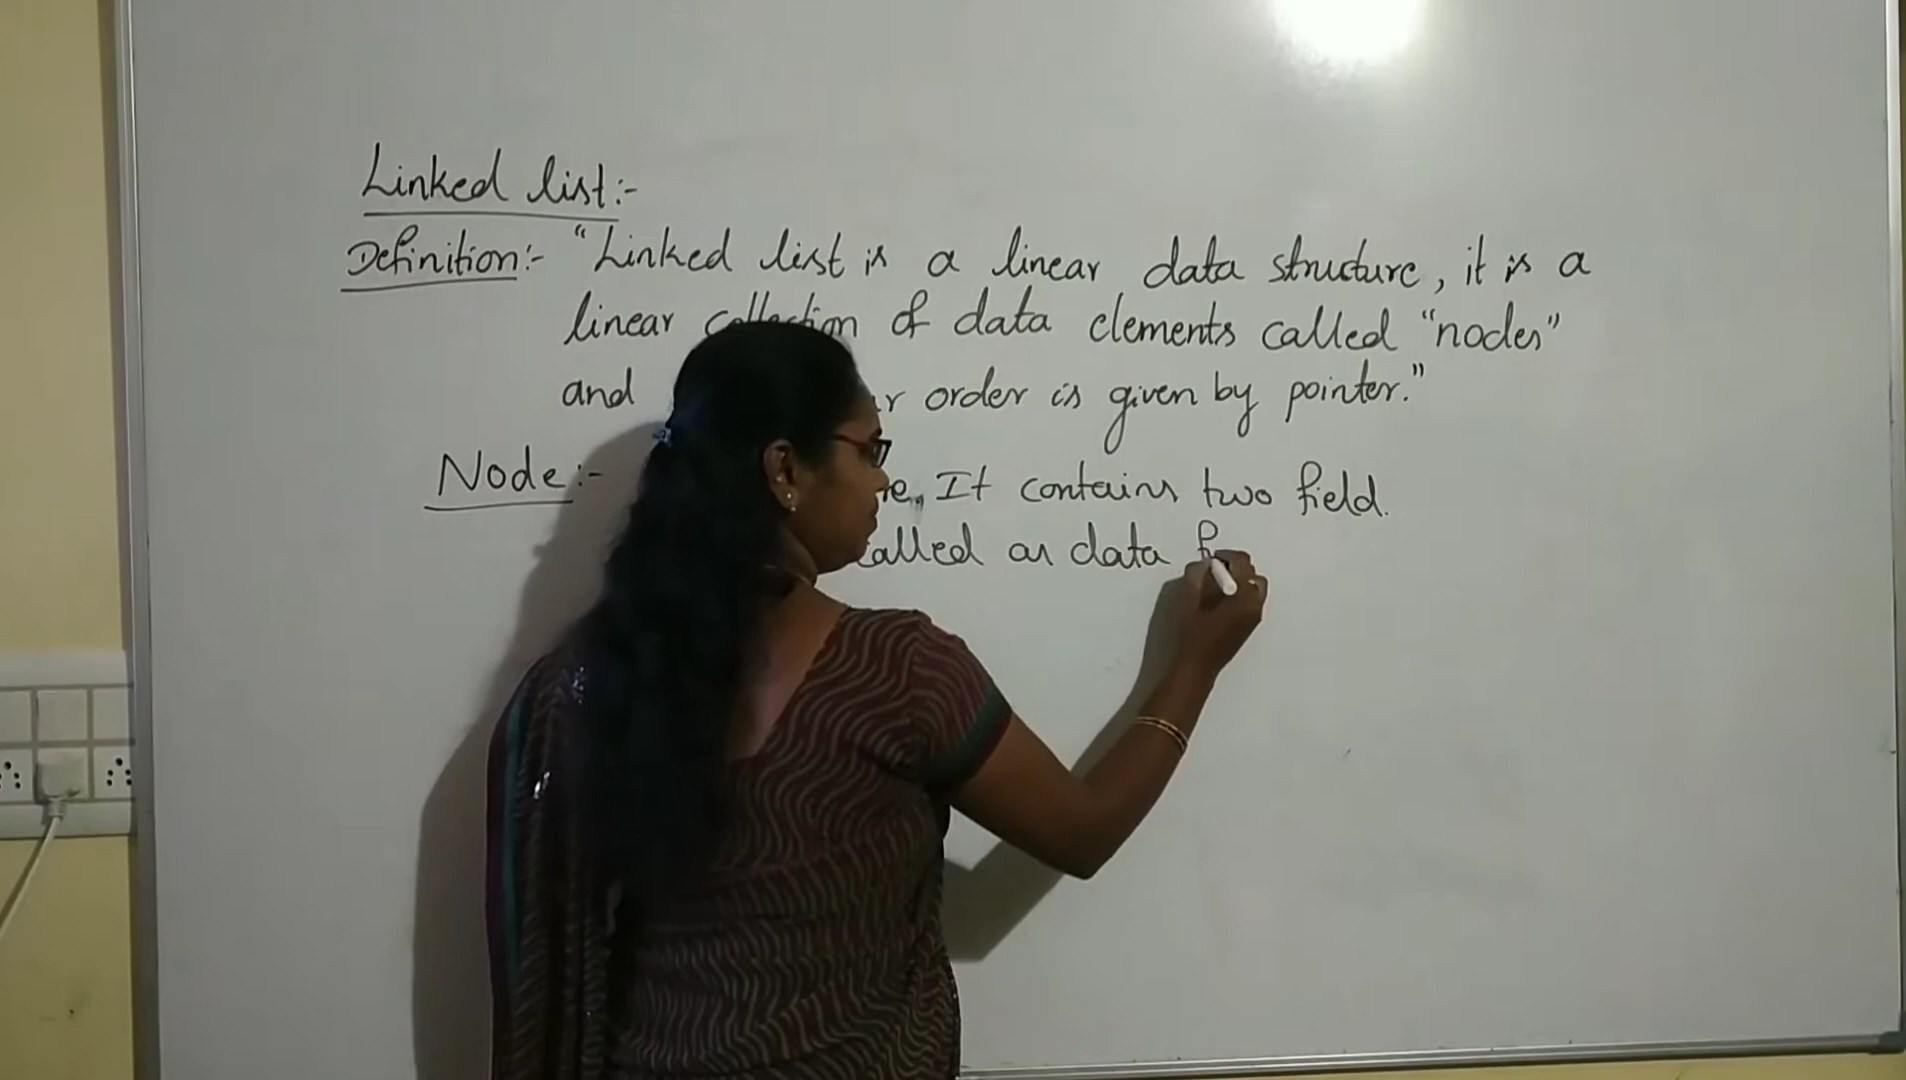 Linked list:-
Definition:- "Linked list is a linear data structure, it is a
linear collection of data elements called "nodes"
and order is given by pointer."
Node:- It contains two field.
called as data